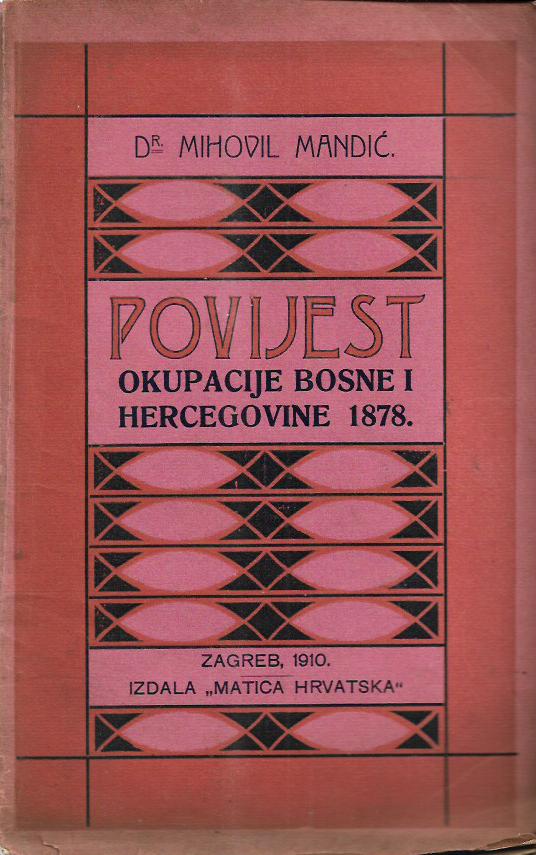 DR. MIHOVIL MANDIĆ.
POVIJEST
OKUPACIJE BOSNE I
HERCEGOVINE 1878.
ZAGREB, 1910.
IZDALA „MATICA HRVATSKA“